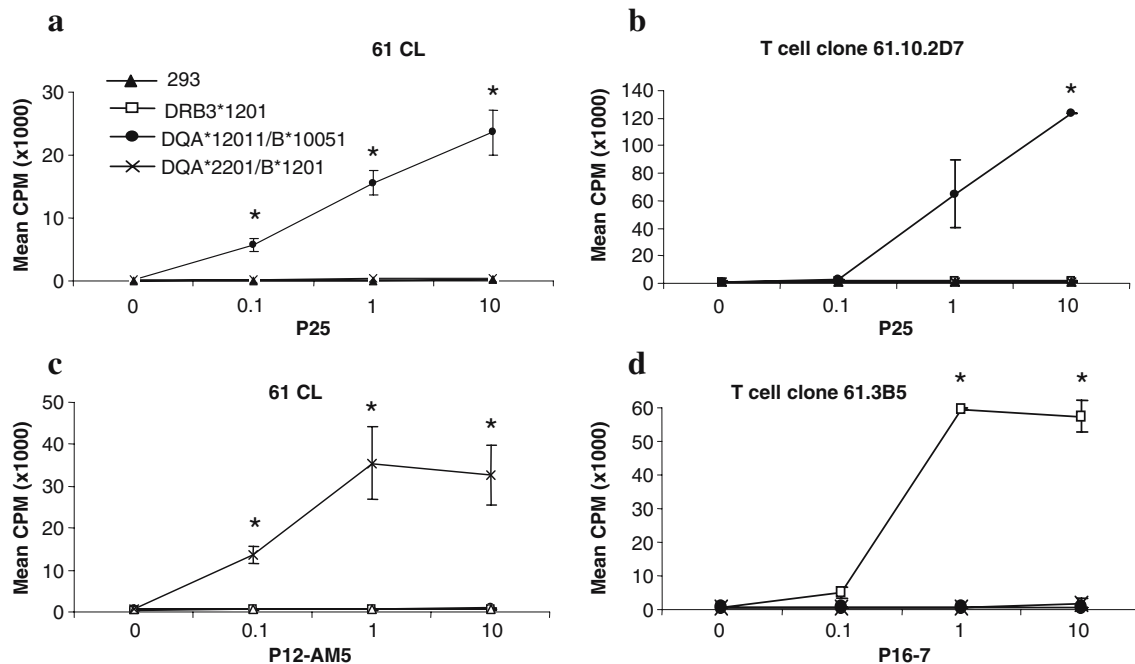 a
61 CL
293
DRB3*1201
DQA*12011/B*10051
DQA*2201/B*1201
Mean CPM (x1000)
30
20
10
0
* * *
0 0.1 1 10
P25
b
T cell clone 61.10.2D7
Mean CPM (x1000)
140
120
100
80
60
40
20
0
*
0 0.1 1 10
P25
c
61 CL
Mean CPM (x1000)
50
40
30
20
10
0
* * *
0 0.1 1 10
P12-AM5
d
T cell clone 61.3B5
Mean CPM (x1000)
70
60
50
40
30
20
10
0
* *
0 0.1 1 10
P16-7